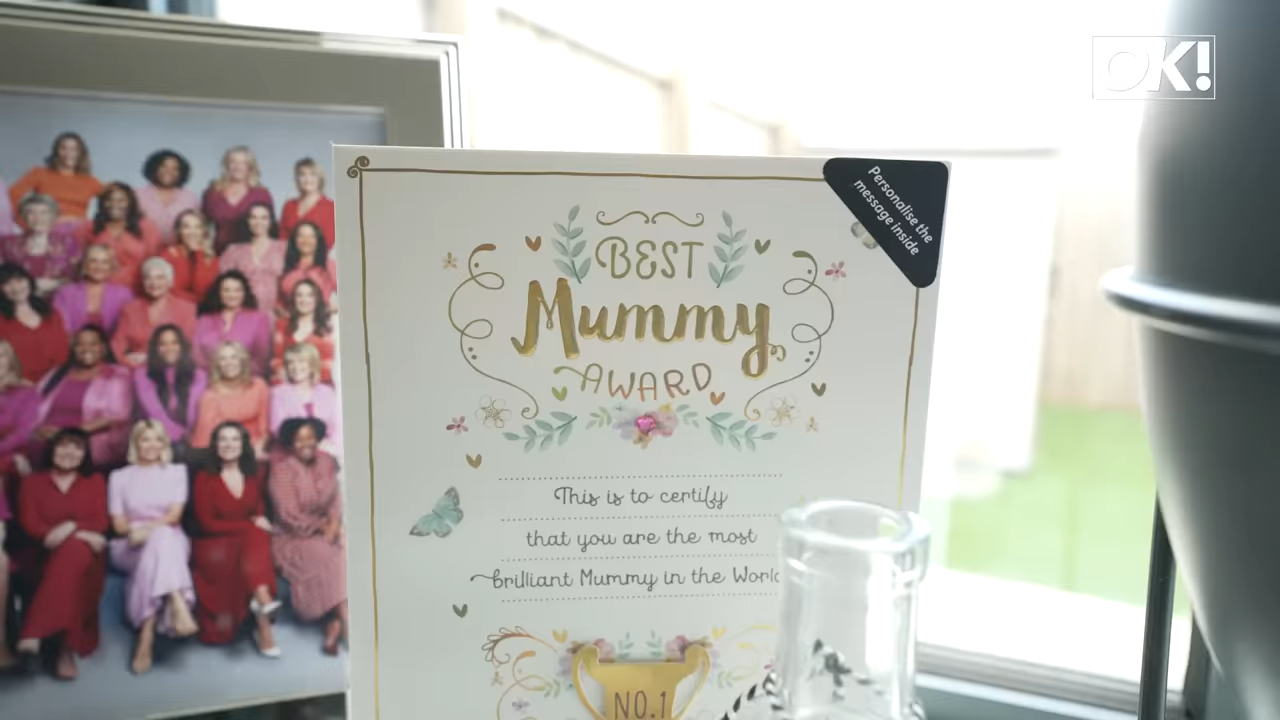 OK!
Personalise the
message inside
BEST
Mummy
AWARD
This is to certify
that you are the most
brilliant Mummy in the World
NO.1